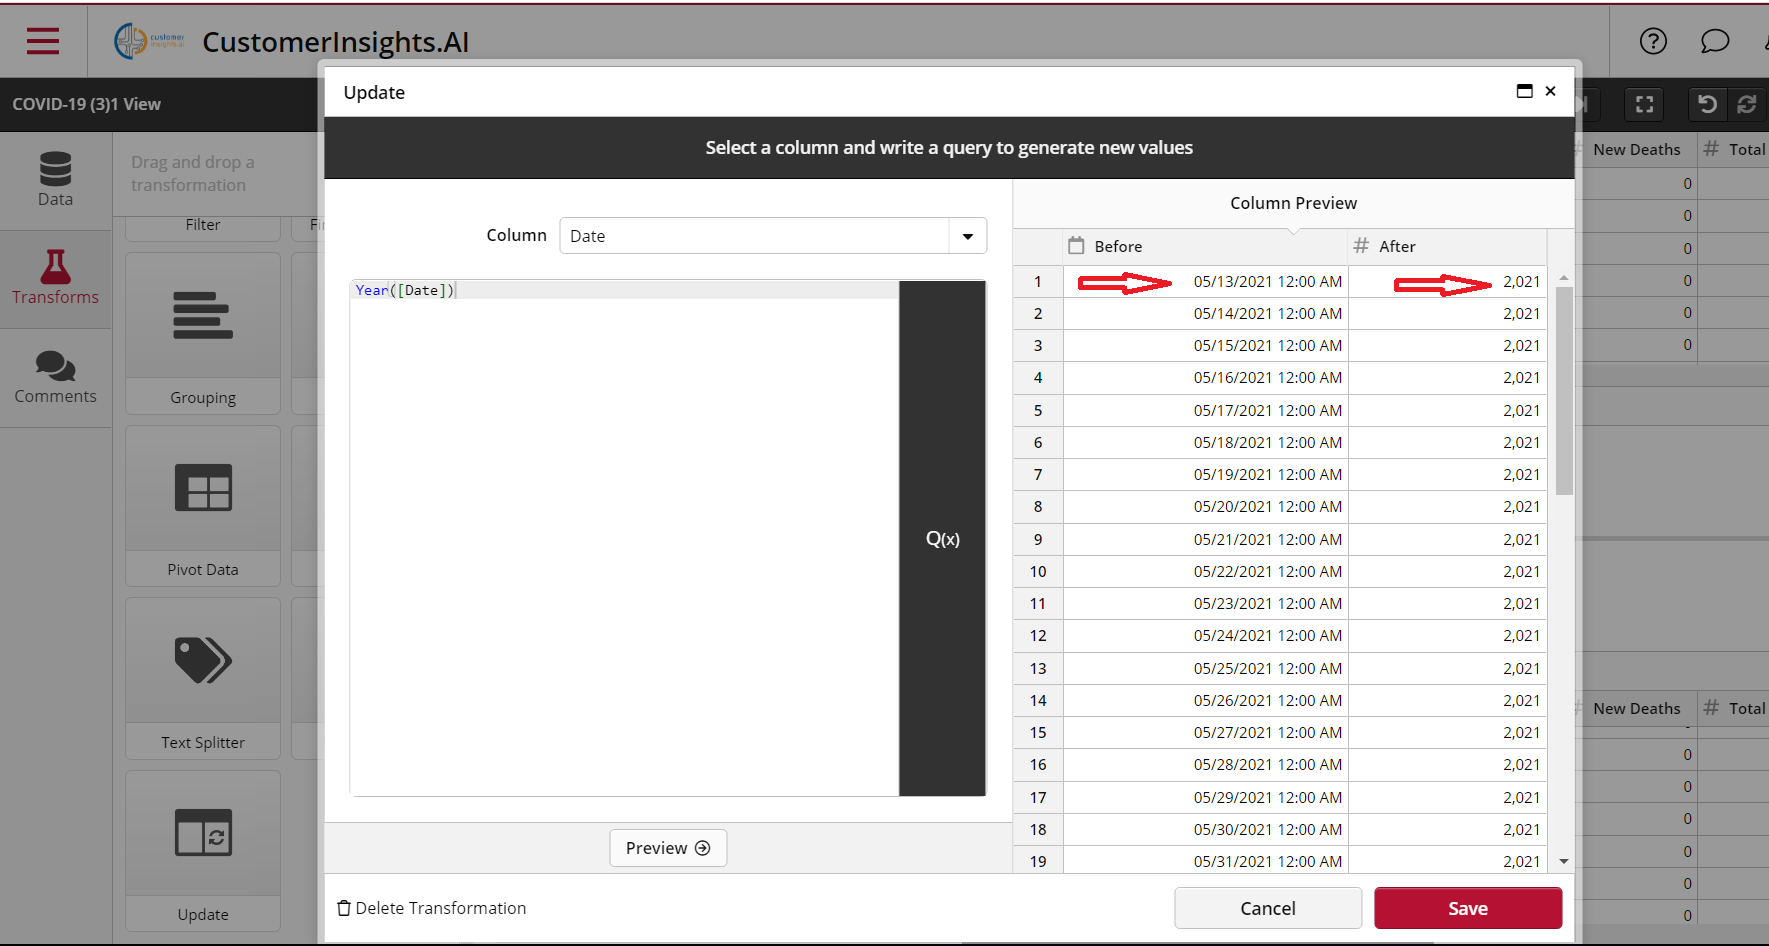 customer
insights.ai
CustomerInsights.AI
COVID-19 (3)1 View
Data
Transforms
Comments
Drag and drop a
transformation
Filter
Grouping
Pivot Data
Text Splitter
Update
Update
Select a column and write a query to generate new values
Column Date
Year([Date])
Q(x)
Preview
Column Preview
Before # After
1 05/13/2021 12:00 AM 2,021
2 05/14/2021 12:00 AM 2,021
3 05/15/2021 12:00 AM 2,021
4 05/16/2021 12:00 AM 2,021
5 05/17/2021 12:00 AM 2,021
6 05/18/2021 12:00 AM 2,021
7 05/19/2021 12:00 AM 2,021
8 05/20/2021 12:00 AM 2,021
9 05/21/2021 12:00 AM 2,021
10 05/22/2021 12:00 AM 2,021
11 05/23/2021 12:00 AM 2,021
12 05/24/2021 12:00 AM 2,021
13 05/25/2021 12:00 AM 2,021
14 05/26/2021 12:00 AM 2,021
15 05/27/2021 12:00 AM 2,021
16 05/28/2021 12:00 AM 2,021
17 05/29/2021 12:00 AM 2,021
18 05/30/2021 12:00 AM 2,021
19 05/31/2021 12:00 AM 2,021
Delete Transformation
Cancel
Save
# New Deaths # Total
0
0
0
0
0
0
# New Deaths # Total
0
0
0
0
0
0